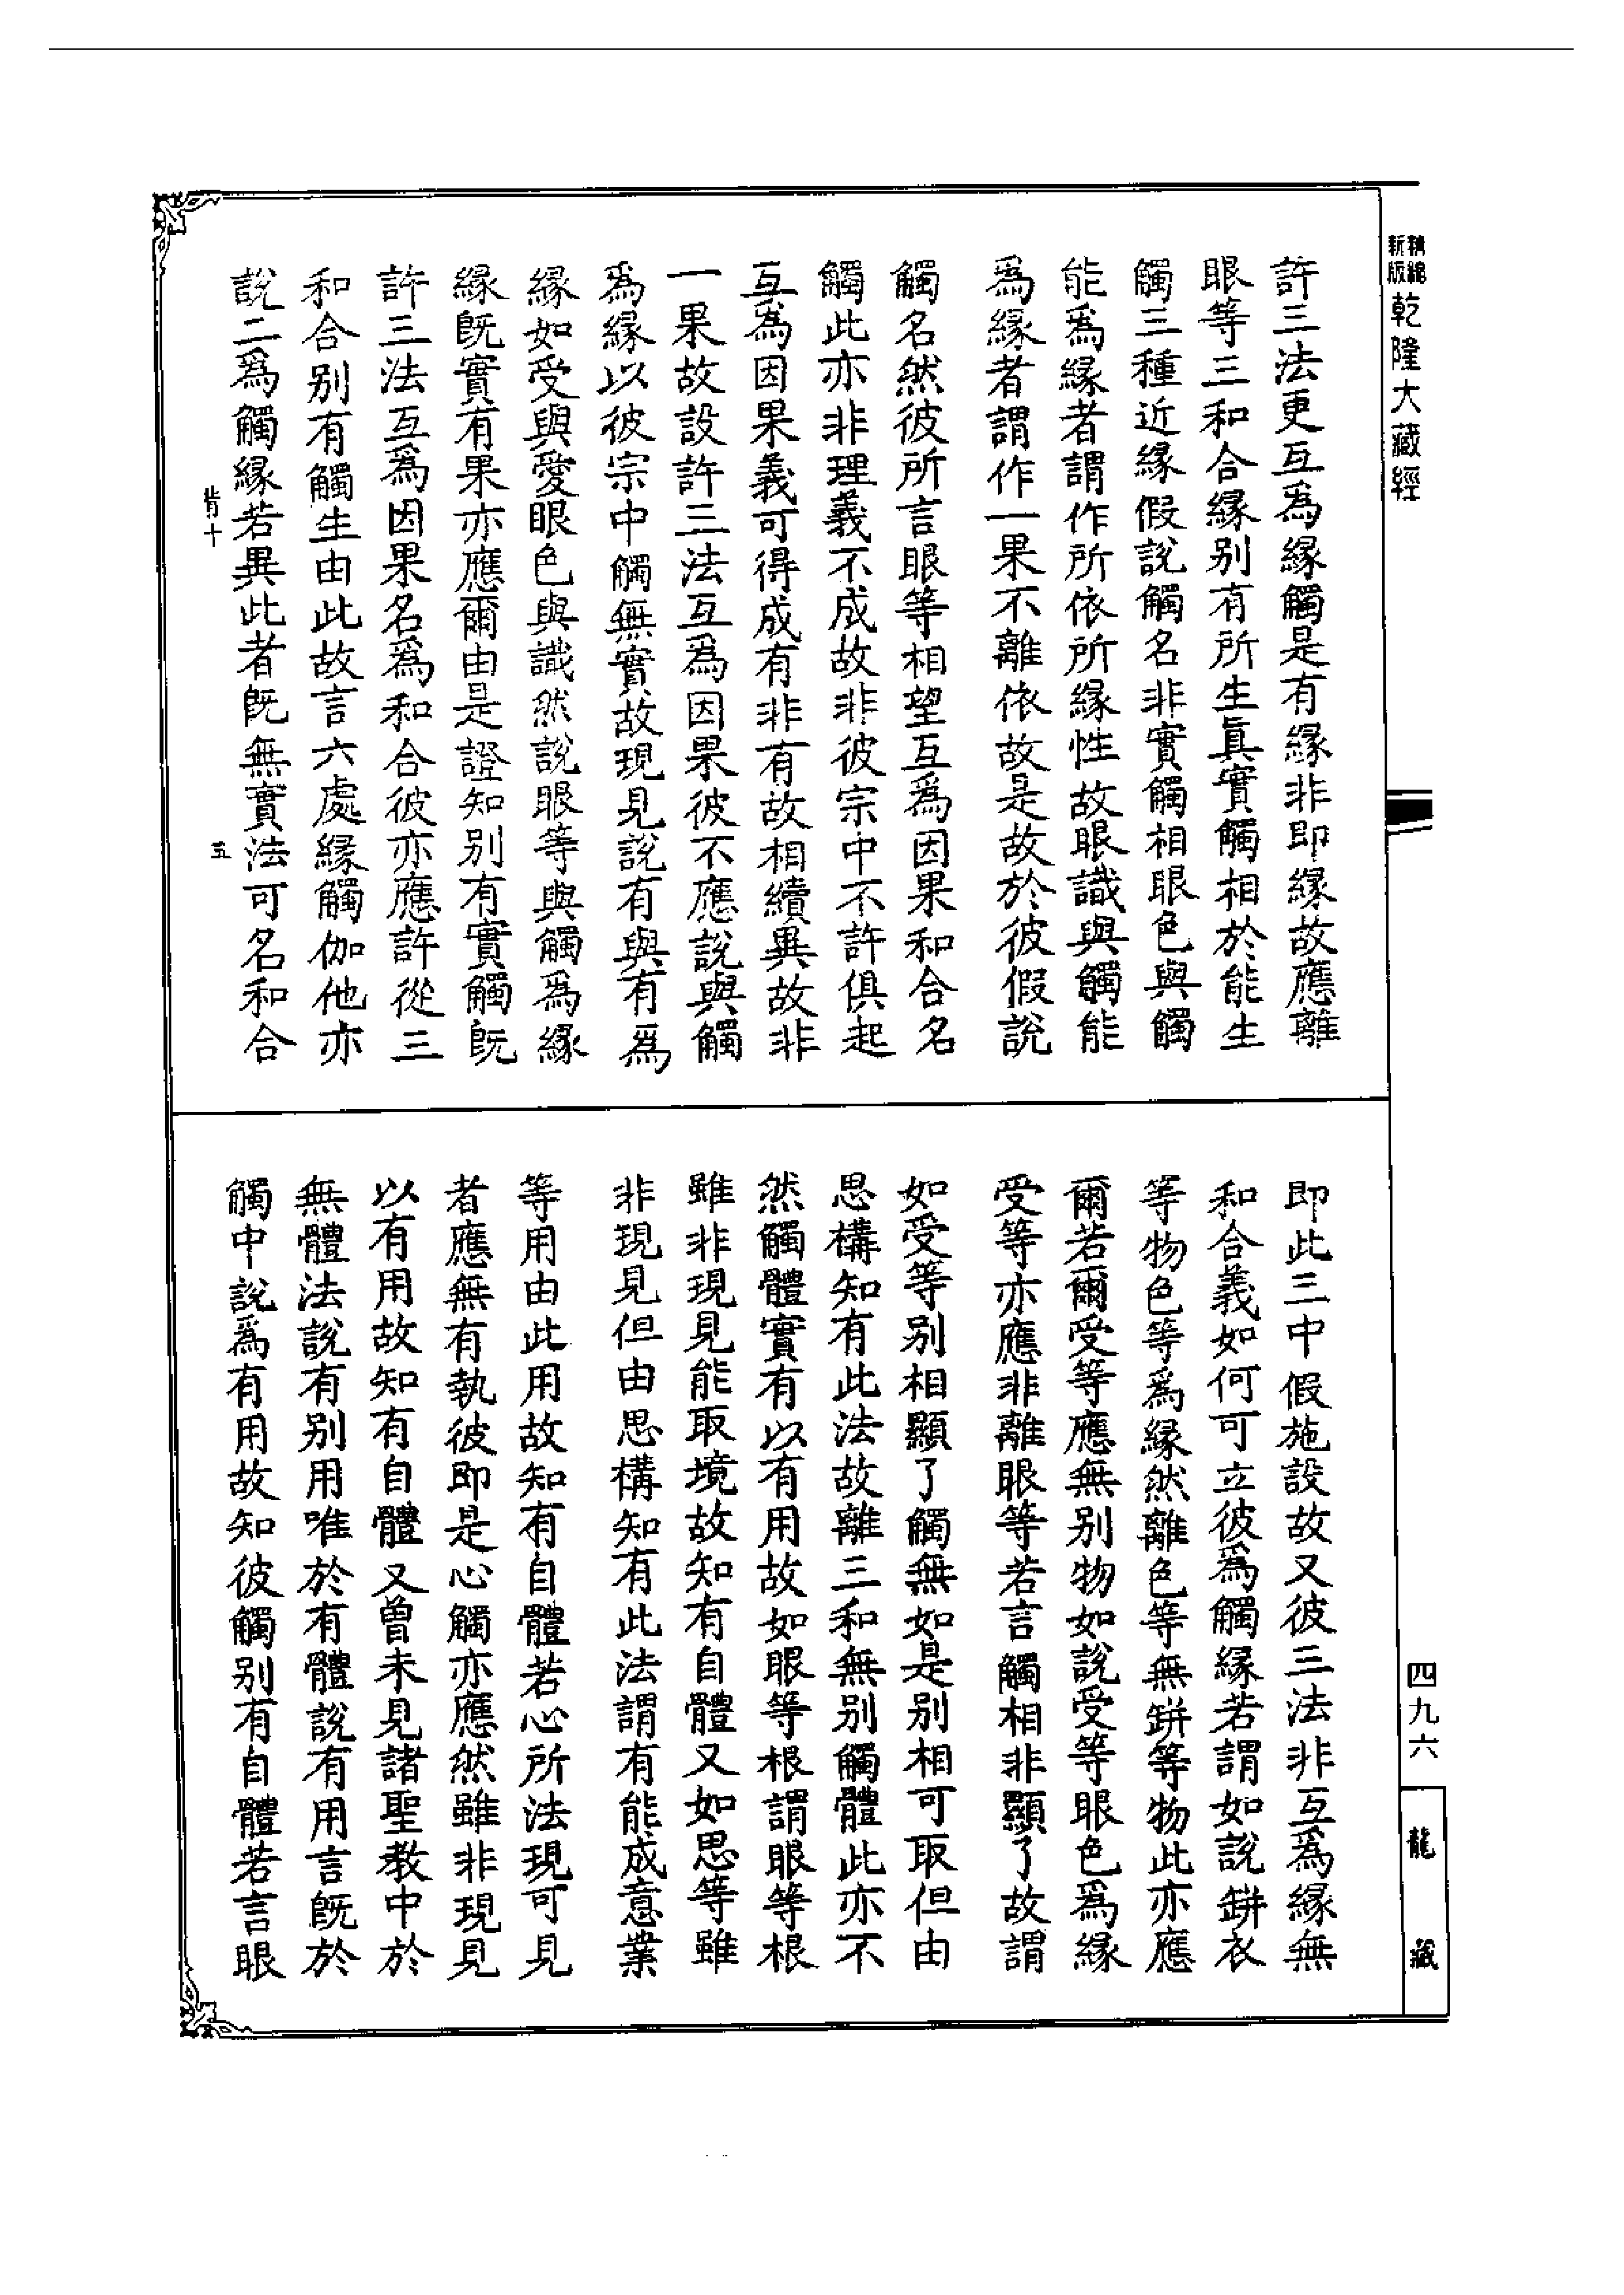 精縮新版乾隆大藏經
許三法更互為緣觸是有緣非即緣故應離
眼等三和合緣別有所生真實觸相於能生
觸三種近緣假說觸名非實觸相眼色與觸
能為緣者謂作所依所緣性故眼識與觸能
為緣者謂作一果不離依故是故於彼假說
觸名然彼所言眼等相望互為因果和合名
觸此亦非理義不成故非彼宗中不許俱起
互為因果義可得成有非有故相續異故非
一果故設許三法互為因果彼不應說與觸
為緣以彼宗中觸無實故現見說有與有為
緣如受與愛眼色與識然說眼等與觸為緣
緣既實有果亦應爾由是證知別有實觸既
許三法互為因果名為和合彼亦應許從三
和合別有觸生由此故言六處緣觸伽他亦
說二為觸緣若異此者既無實法可名和合
肯十
五
即此三中假施設故又彼三法非互為緣無
和合義如何可立彼為觸緣若謂如說缾衣
等物色等為緣然離色等無缾等物此亦應
爾若爾受等應無別物如說受等眼色為緣
受等亦應非離眼等若言觸相非顯了故謂
如受等別相顯了觸無如是別相可取但由
思構知有此法故離三和無別觸體此亦不
然觸體實有以有用故如眼等根謂眼等根
雖非現見能取境故知有自體又如思等雖
非現見但由思構知有此法謂有能成意業
等用由此用故知有自體若心所法現可見
者應無有執彼即是心觸亦應然雖非現見
以有用故知有自體又曾未見諸聖教中於
無體法說有別用唯於有體說有用言既於
觸中說為有用故知彼觸別有自體若言眼
四九六
龍藏